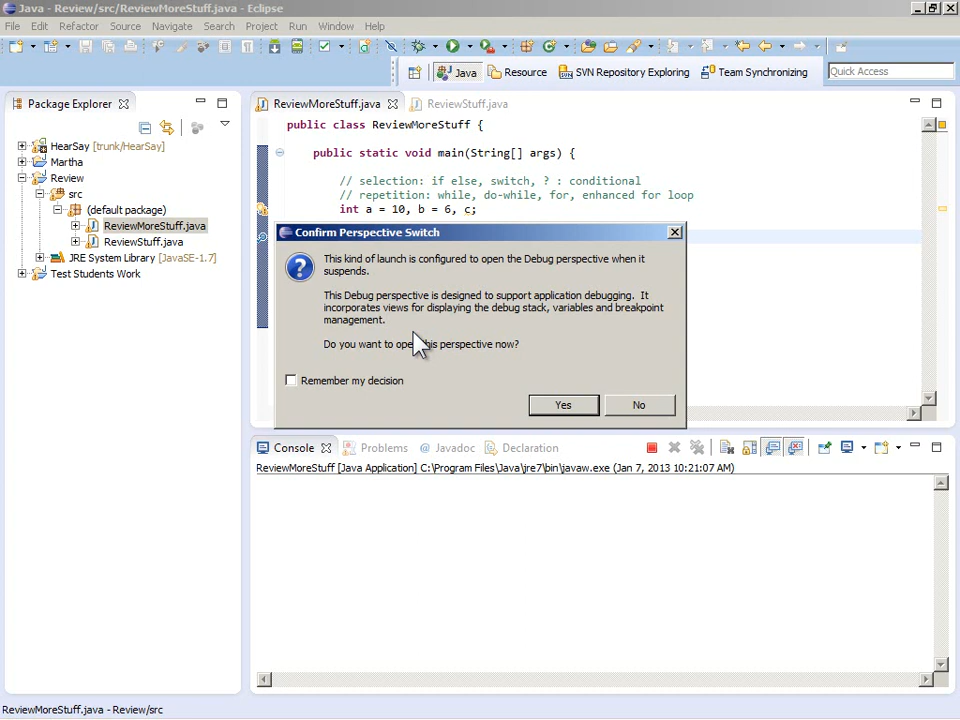 Java - Review/src/ReviewMoreStuff.java - Eclipse
File Edit Refactor Source Navigate Search Project Run Window Help
Java Resource SVN Repository Exploring Team Synchronizing Quick Access
Package Explorer
HearSay [trunk/HearSay]
Martha
Review
src
(default package)
ReviewMoreStuff.java
ReviewStuff.java
JRE System Library [JavaSE-1.7]
Test Students Work
ReviewMoreStuff.java ReviewStuff.java
public class ReviewMoreStuff {
public static void main(String[] args) {
// selection: if else, switch, ? : conditional
// repetition: while, do-while, for, enhanced for loop
int a = 10, b = 6, c;
Confirm Perspective Switch
This kind of launch is configured to open the Debug perspective when it
suspends.
This Debug perspective is designed to support application debugging. It
incorporates views for displaying the debug stack, variables and breakpoint
management.
Do you want to open this perspective now?
Remember my decision
Yes No
Console Problems @ Javadoc Declaration
ReviewMoreStuff [Java Application] C:\Program Files\Java\jre7\bin\javaw.exe (Jan 7, 2013 10:21:07 AM)
ReviewMoreStuff.java - Review/src